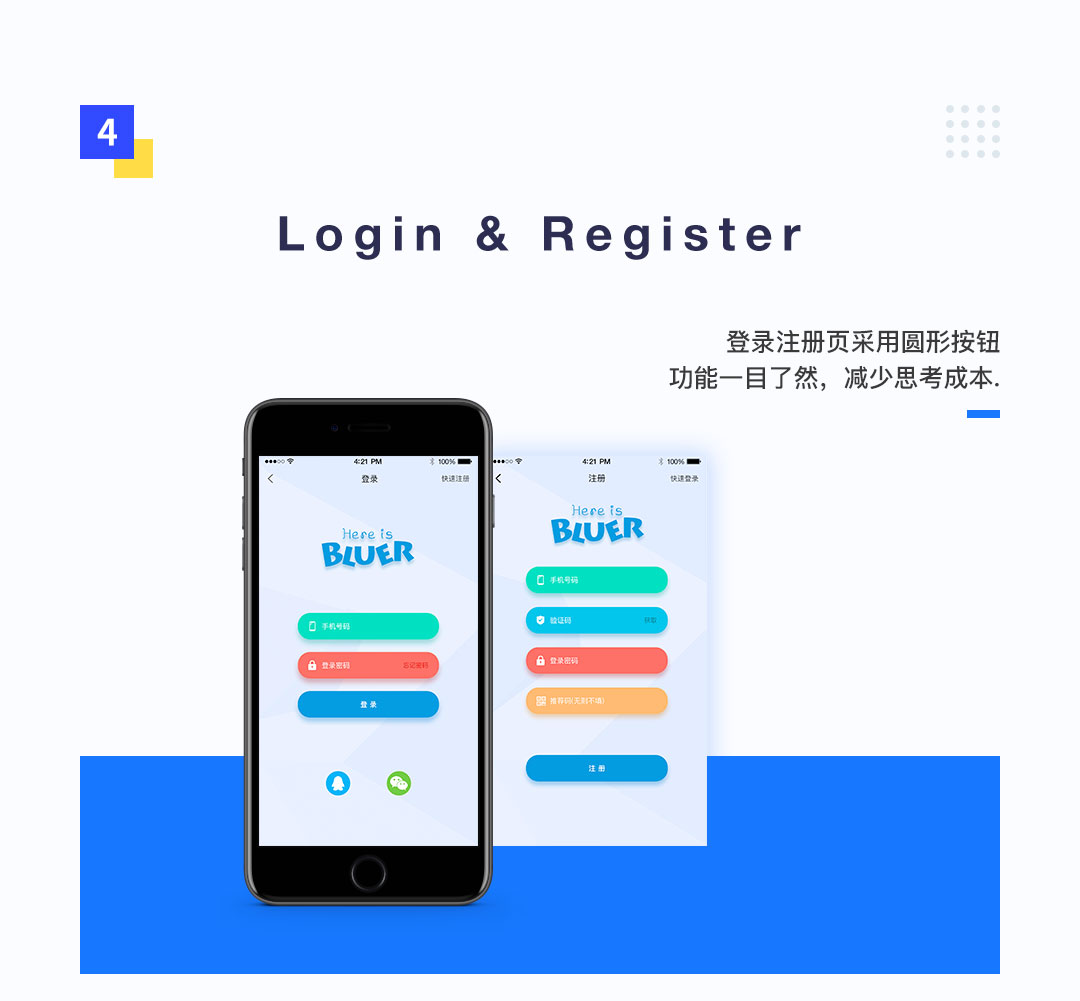 4
Login & Register
登录注册页采用圆形按钮
功能一目了然，减少思考成本.
4:21 PM
100%
登录
快速注册
Here is
BLUER
手机号码
登录密码
忘记密码
登 录
4:21 PM
100%
注册
快速登录
Here is
BLUER
手机号码
验证码
获取
登录密码
推荐码(无则不填)
注 册